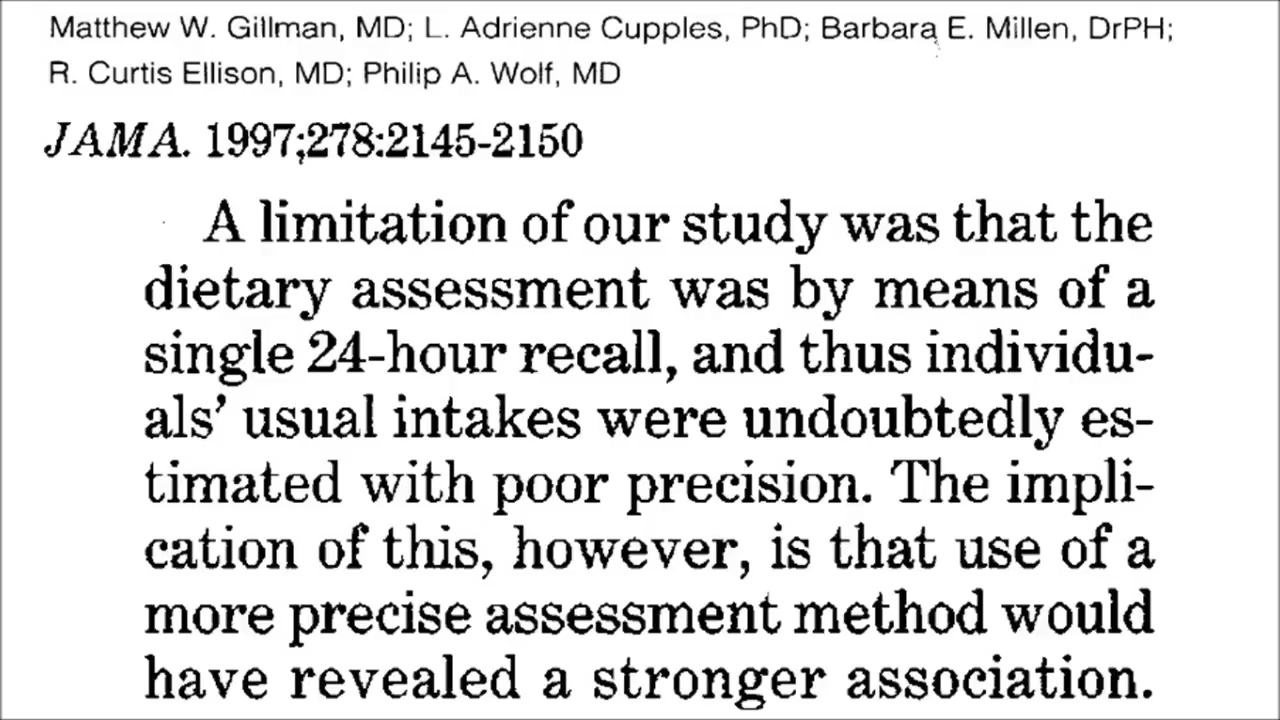 Matthew W. Gillman, MD; L. Adrienne Cupples, PhD; Barbara E. Millen, DrPH;
R. Curtis Ellison, MD; Philip A. Wolf, MD
JAMA. 1997;278:2145-2150
A limitation of our study was that the
dietary assessment was by means of a
single 24-hour recall, and thus individu-
als’ usual intakes were undoubtedly es-
timated with poor precision. The impli-
cation of this, however, is that use of a
more precise assessment method would
have revealed a stronger association.